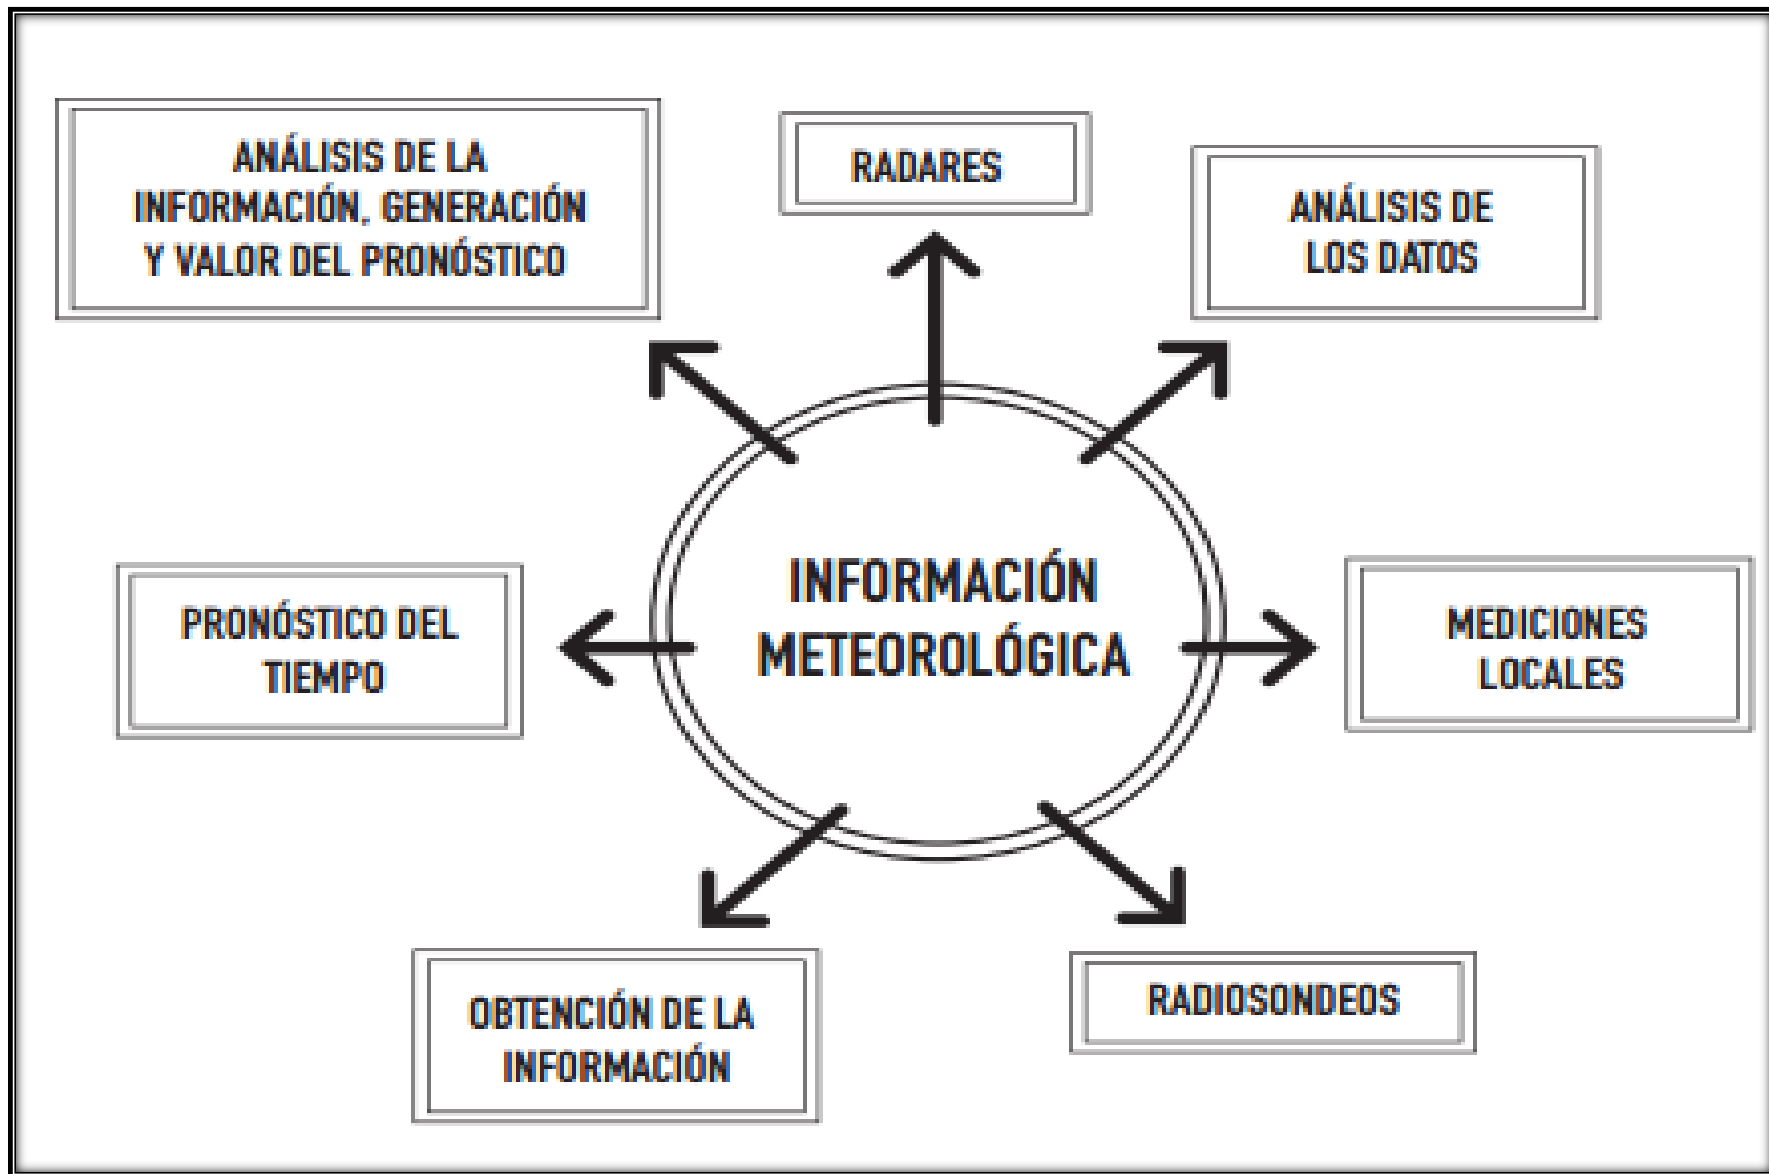 ANÁLISIS DE LA
INFORMACIÓN, GENERACIÓN
Y VALOR DEL PRONÓSTICO
RADARES
ANÁLISIS DE
LOS DATOS
INFORMACIÓN
METEOROLÓGICA
PRONÓSTICO DEL
TIEMPO
MEDICIONES
LOCALES
OBTENCIÓN DE LA
INFORMACIÓN
RADIOSONDEOS